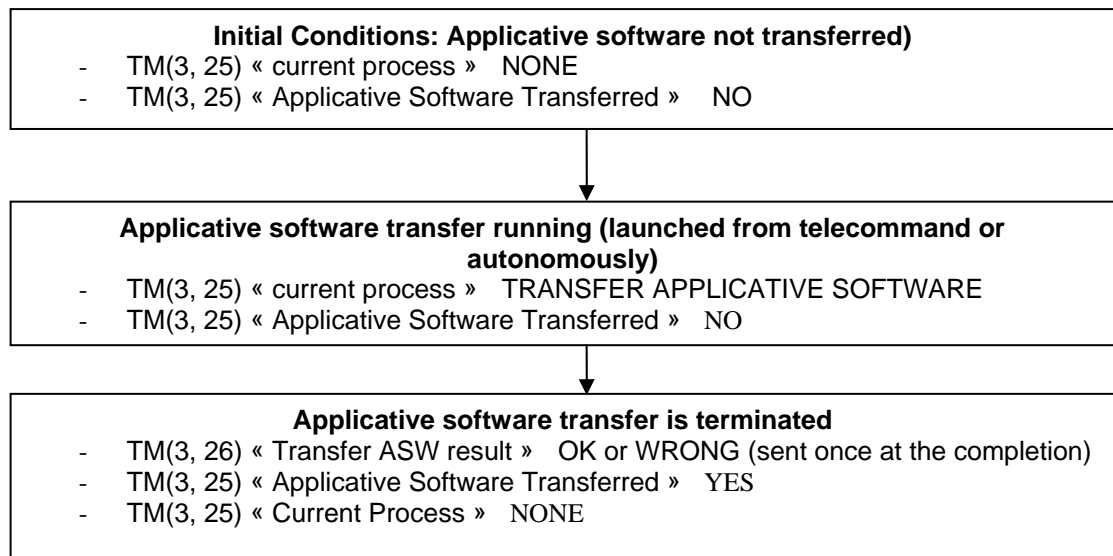 Initial Conditions: Applicative software not transferred)
- TM(3, 25) « current process » NONE
- TM(3, 25) « Applicative Software Transferred » NO
Applicative software transfer running (launched from telecommand or
autonomously)
- TM(3, 25) « current process » TRANSFER APPLICATIVE SOFTWARE
- TM(3, 25) « Applicative Software Transferred » NO
Applicative software transfer is terminated
- TM(3, 26) « Transfer ASW result » OK or WRONG (sent once at the completion)
- TM(3, 25) « Applicative Software Transferred » YES
- TM(3, 25) « Current Process » NONE